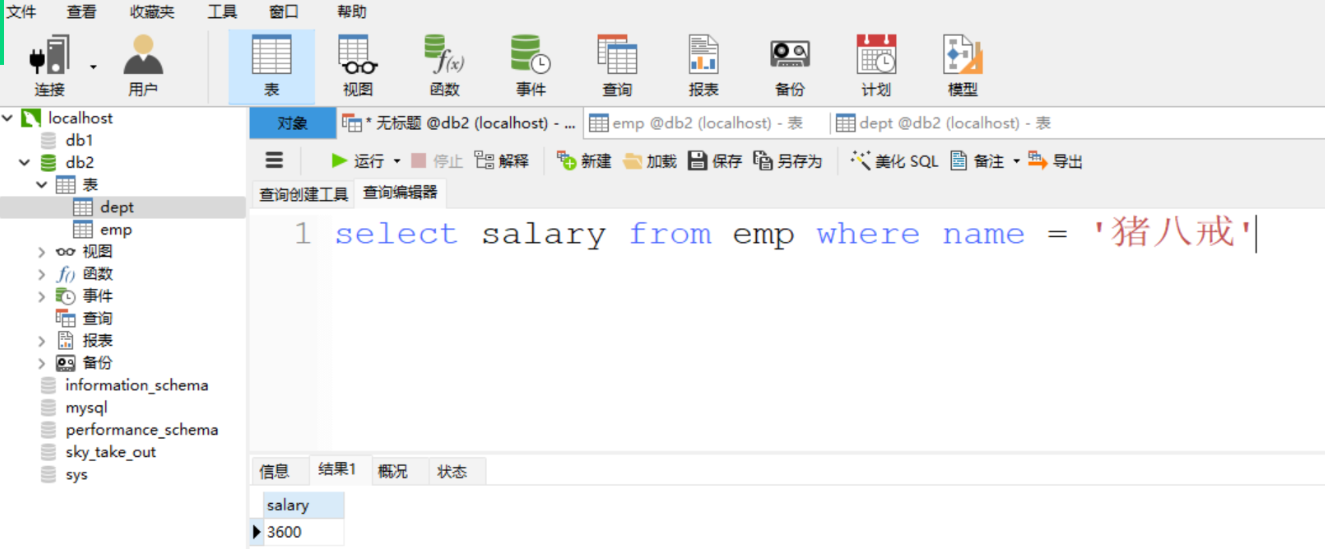 文件 查看 收藏夹 工具 窗口 帮助
连接 用户 表 视图 函数 事件 查询 报表 备份 计划 模型
localhost
db1
db2
表
dept
emp
视图
函数
事件
查询
报表
备份
information_schema
mysql
performance_schema
sky_take_out
sys
对象 * 无标题 @db2 (localhost) - ... emp @db2 (localhost) - 表 dept @db2 (localhost) - 表
运行 停止 解释 新建 加载 保存 另存为 美化 SQL 备注 导出
查询创建工具 查询编辑器
1 select salary from emp where name = '猪八戒'
信息 结果1 概况 状态
salary
3600